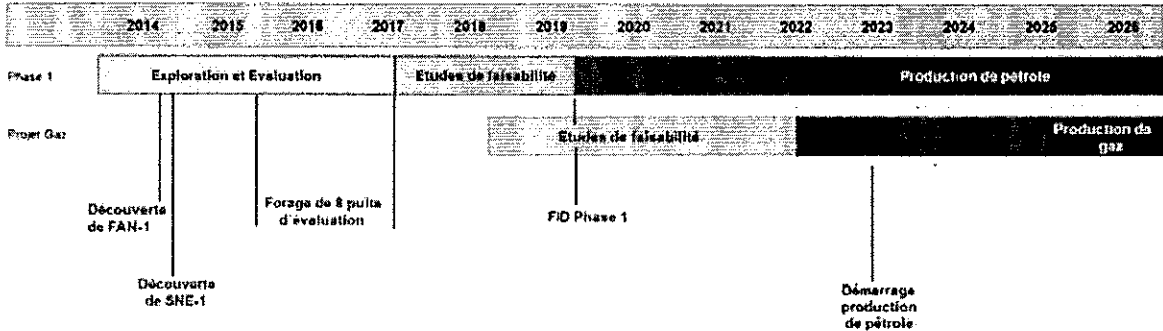 2014 2015 2016 2017 2018 2019 2020 2021 2022 2023 2024 2025 2026
Phase 1
Exploration et Evaluation
Etudes de faisabilité
Production de pétrole
Projet Gaz
Etudes de faisabilité
Production de
gaz
Découverte
de FAN-1
Forage de 8 puits
d'évaluation
FID Phase 1
Découverte
de SNE-1
Démarrage
production
de pétrole